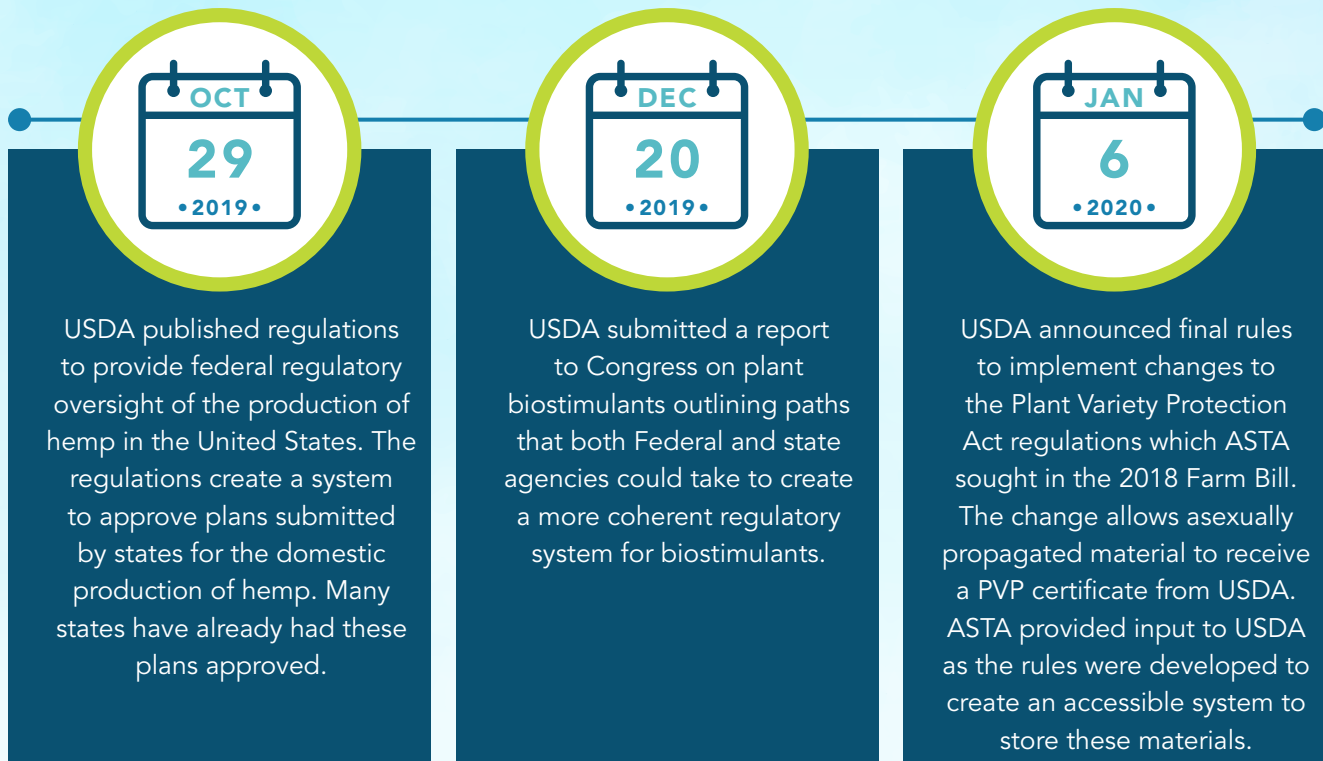 OCT
29
•2019•
USDA published regulations
to provide federal regulatory
oversight of the production of
hemp in the United States. The
regulations create a system
to approve plans submitted
by states for the domestic
production of hemp. Many
states have already had these
plans approved.
DEC
20
•2019•
USDA submitted a report
to Congress on plant
biostimulants outlining paths
that both Federal and state
agencies could take to create
a more coherent regulatory
system for biostimulants.
JAN
6
•2020•
USDA announced final rules
to implement changes to
the Plant Variety Protection
Act regulations which ASTA
sought in the 2018 Farm Bill.
The change allows asexually
propagated material to receive
a PVP certificate from USDA.
ASTA provided input to USDA
as the rules were developed to
create an accessible system to
store these materials.